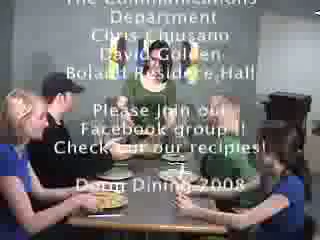 The Communications
Department
Chris Chiusano
David Golden
Boland Residece Hall
Please Join our
Facebook group!!
Check out our recipies!
Dorm Dining 2008